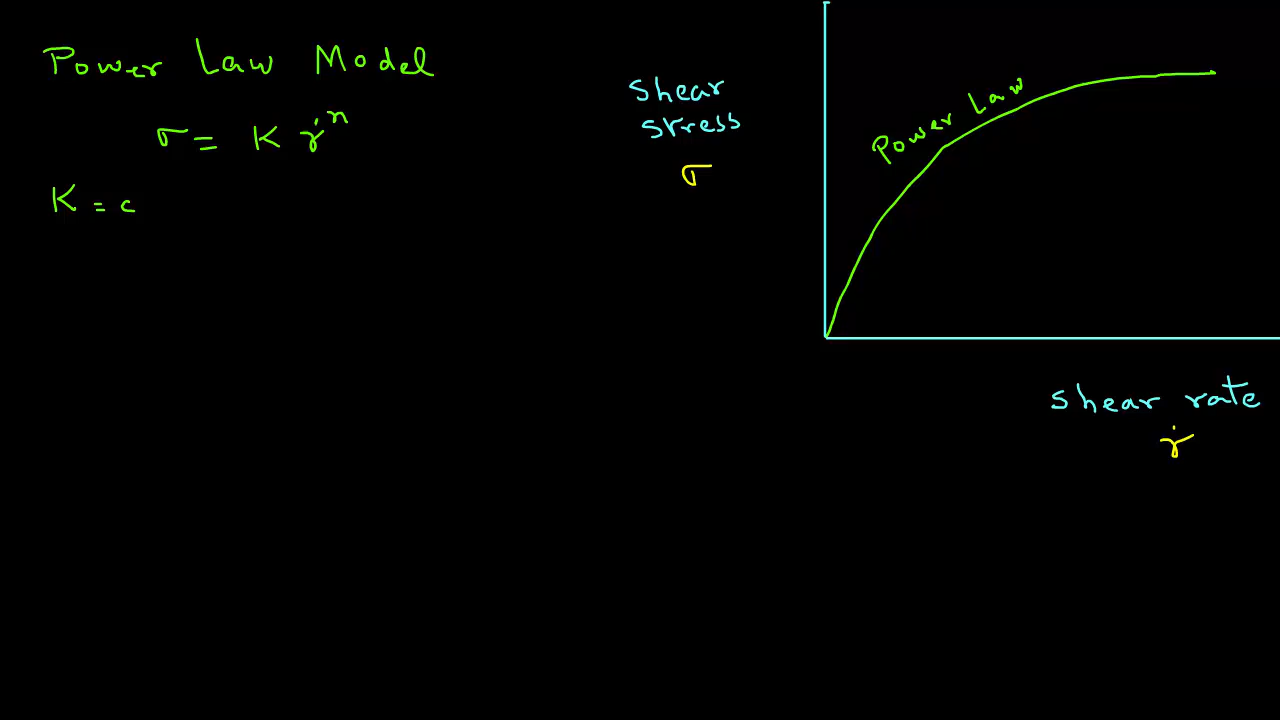 Power Law Model
σ = K γ̇ⁿ
K = c
shear
stress
σ
Power Law
shear rate
γ̇